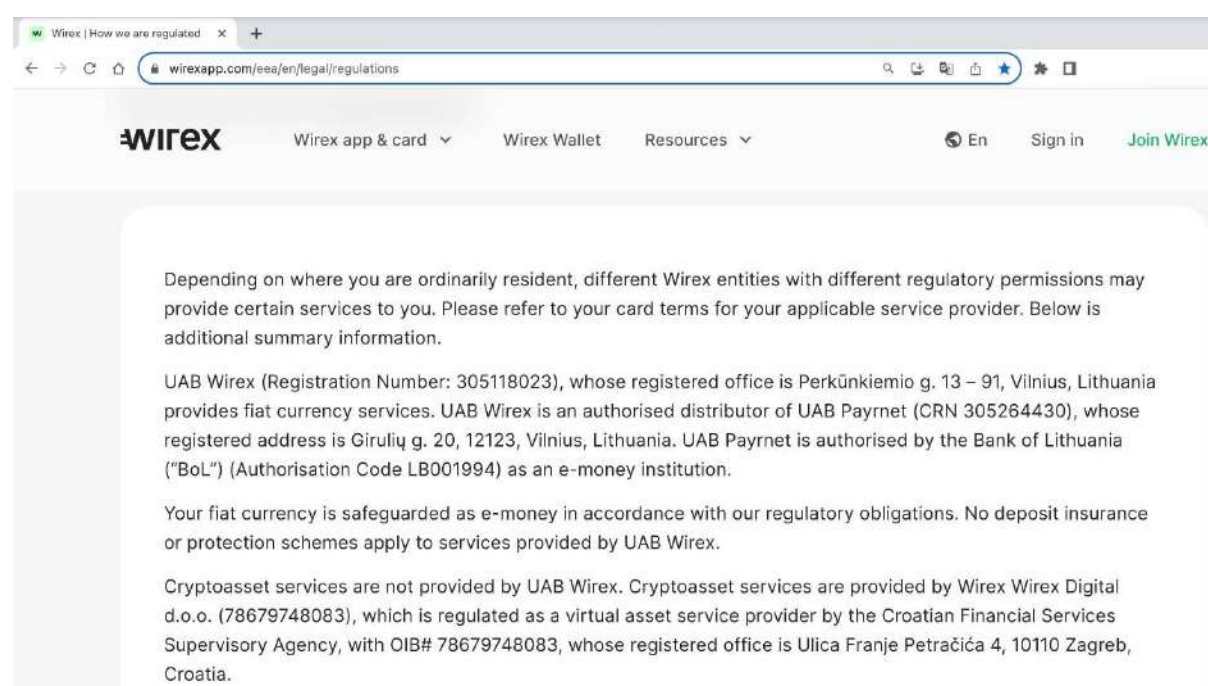 Wirex | How we are regulated
wirexapp.com/eea/en/legal/regulations
wirex
Wirex app & card
Wirex Wallet
Resources
En
Sign in
Join Wirex
Depending on where you are ordinarily resident, different Wirex entities with different regulatory permissions may
provide certain services to you. Please refer to your card terms for your applicable service provider. Below is
additional summary information.
UAB Wirex (Registration Number: 305118023), whose registered office is Perkūnkiemio g. 13 – 91, Vilnius, Lithuania
provides fiat currency services. UAB Wirex is an authorised distributor of UAB Payrnet (CRN 305264430), whose
registered address is Girulių g. 20, 12123, Vilnius, Lithuania. UAB Payrnet is authorised by the Bank of Lithuania
("BoL") (Authorisation Code LB001994) as an e-money institution.
Your fiat currency is safeguarded as e-money in accordance with our regulatory obligations. No deposit insurance
or protection schemes apply to services provided by UAB Wirex.
Cryptoasset services are not provided by UAB Wirex. Cryptoasset services are provided by Wirex Wirex Digital
d.o.o. (78679748083), which is regulated as a virtual asset service provider by the Croatian Financial Services
Supervisory Agency, with OIB# 78679748083, whose registered office is Ulica Franje Petračića 4, 10110 Zagreb,
Croatia.